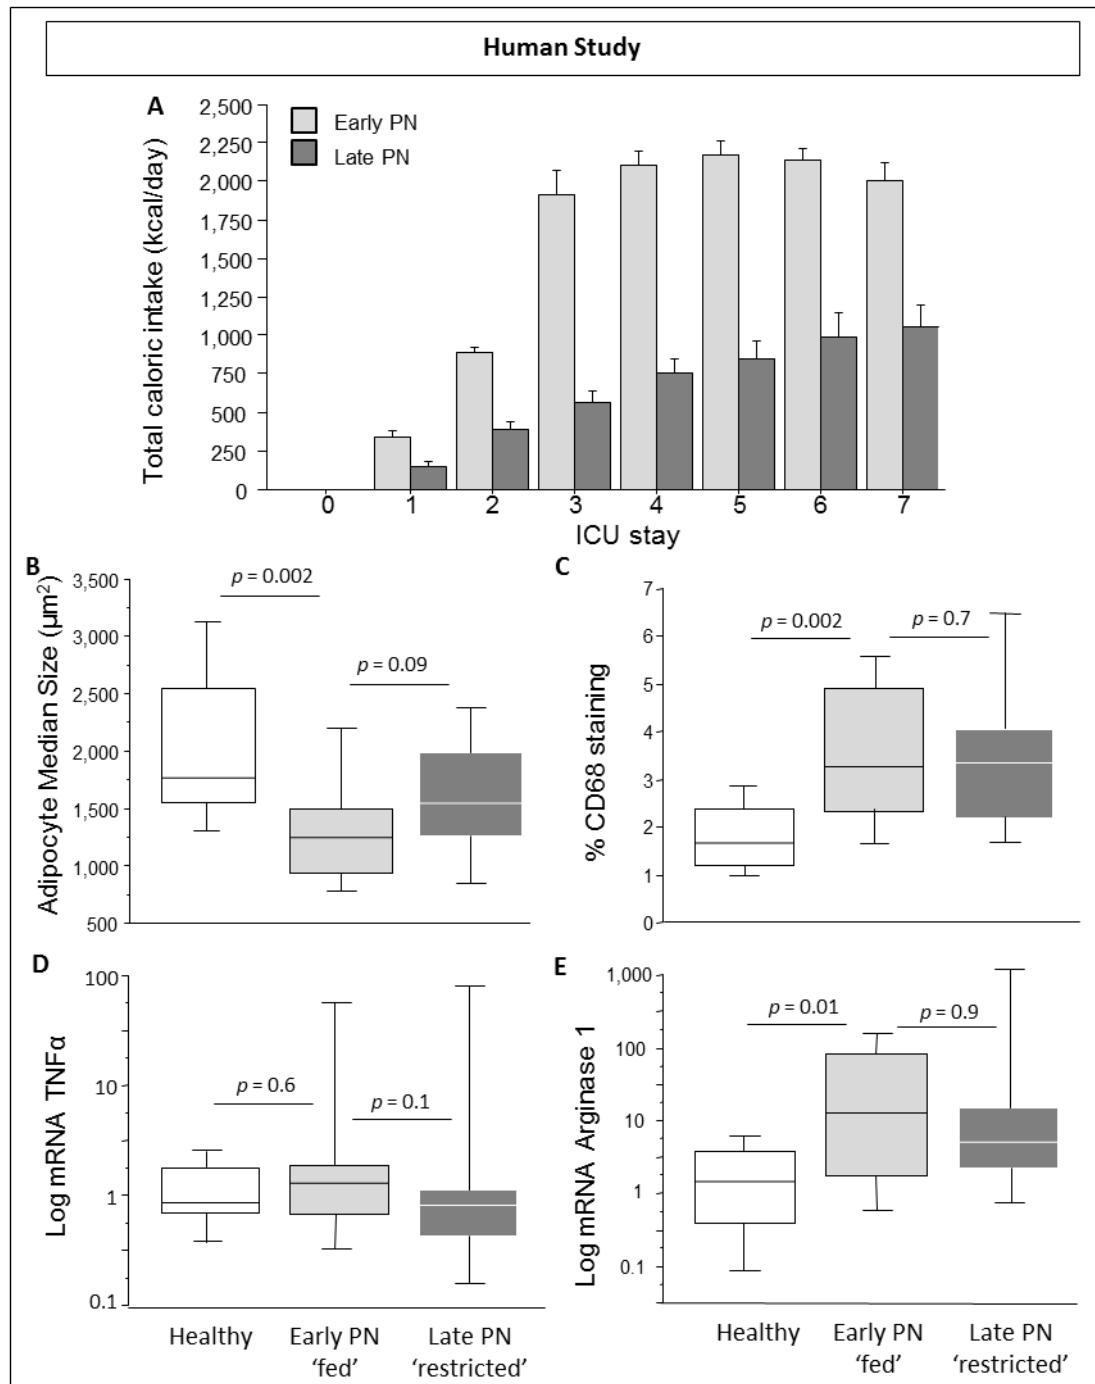 Human Study
A
2,500
2,250
2,000
1,750
1,500
1,250
1,000
750
500
250
0
Total caloric intake (kcal/day)
Early PN
Late PN
0 1 2 3 4 5 6 7
ICU stay
B
3,500
3,000
2,500
2,000
1,500
1,000
500
Adipocyte Median Size (µm²)
p = 0.002
p = 0.09
C
7
6
5
4
3
2
1
0
% CD68 staining
p = 0.002
p = 0.7
D
100
10
1
0.1
Log mRNA TNFα
p = 0.6
p = 0.1
Healthy Early PN Late PN
‘fed’ ‘restricted’
E
1,000
100
10
1
0.1
Log mRNA Arginase 1
p = 0.01
p = 0.9
Healthy Early PN Late PN
‘fed’ ‘restricted’